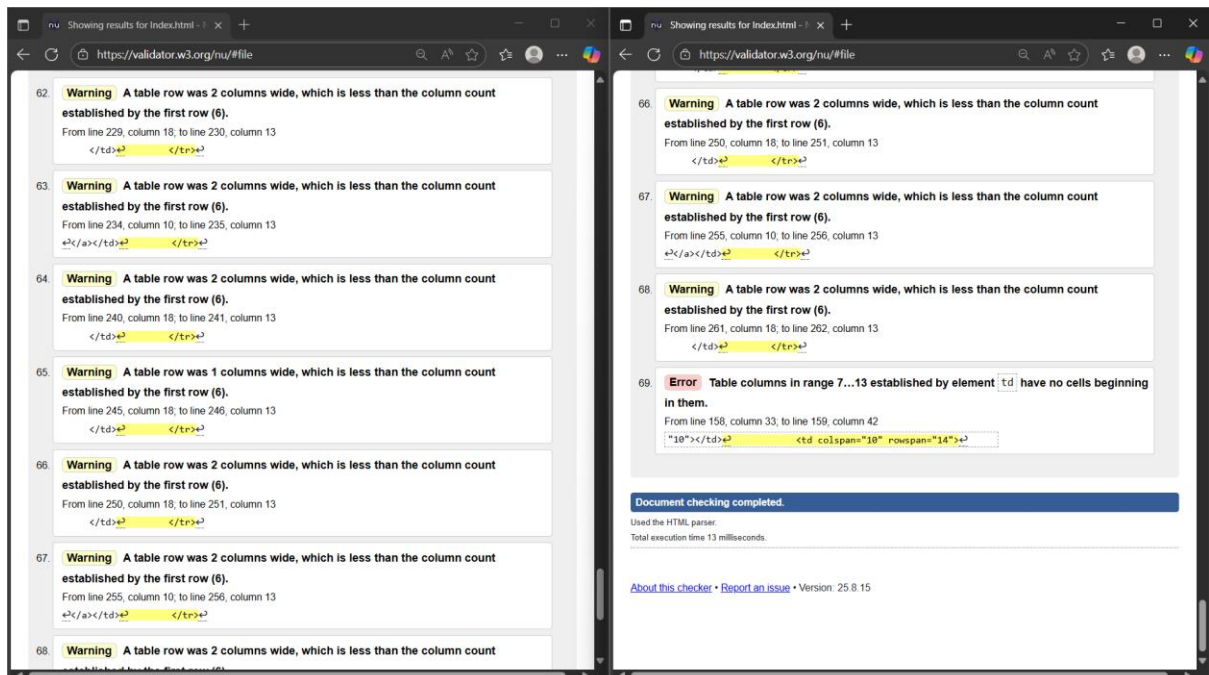 nu Showing results for Index.html -
https://validator.w3.org/nu/#file
62. Warning A table row was 2 columns wide, which is less than the column count
established by the first row (6).
From line 229, column 18; to line 230, column 13
</td>↩ </tr>↩
63. Warning A table row was 2 columns wide, which is less than the column count
established by the first row (6).
From line 234, column 10; to line 235, column 13
↩</a></td>↩ </tr>↩
64. Warning A table row was 2 columns wide, which is less than the column count
established by the first row (6).
From line 240, column 18; to line 241, column 13
</td>↩ </tr>↩
65. Warning A table row was 1 columns wide, which is less than the column count
established by the first row (6).
From line 245, column 18; to line 246, column 13
</td>↩ </tr>↩
66. Warning A table row was 2 columns wide, which is less than the column count
established by the first row (6).
From line 250, column 18; to line 251, column 13
</td>↩ </tr>↩
67. Warning A table row was 2 columns wide, which is less than the column count
established by the first row (6).
From line 255, column 10; to line 256, column 13
↩</a></td>↩ </tr>↩
68. Warning A table row was 2 columns wide, which is less than the column count
established by the first row (6).
nu Showing results for Index.html -
https://validator.w3.org/nu/#file
66. Warning A table row was 2 columns wide, which is less than the column count
established by the first row (6).
From line 250, column 18; to line 251, column 13
</td>↩ </tr>↩
67. Warning A table row was 2 columns wide, which is less than the column count
established by the first row (6).
From line 255, column 10; to line 256, column 13
↩</a></td>↩ </tr>↩
68. Warning A table row was 2 columns wide, which is less than the column count
established by the first row (6).
From line 261, column 18; to line 262, column 13
</td>↩ </tr>↩
69. Error Table columns in range 7…13 established by element td have no cells beginning
in them.
From line 158, column 33; to line 159, column 42
"10"></td>↩ <td colspan="10" rowspan="14">↩
Document checking completed.
Used the HTML parser.
Total execution time 13 milliseconds.
About this checker • Report an issue • Version: 25.8.15